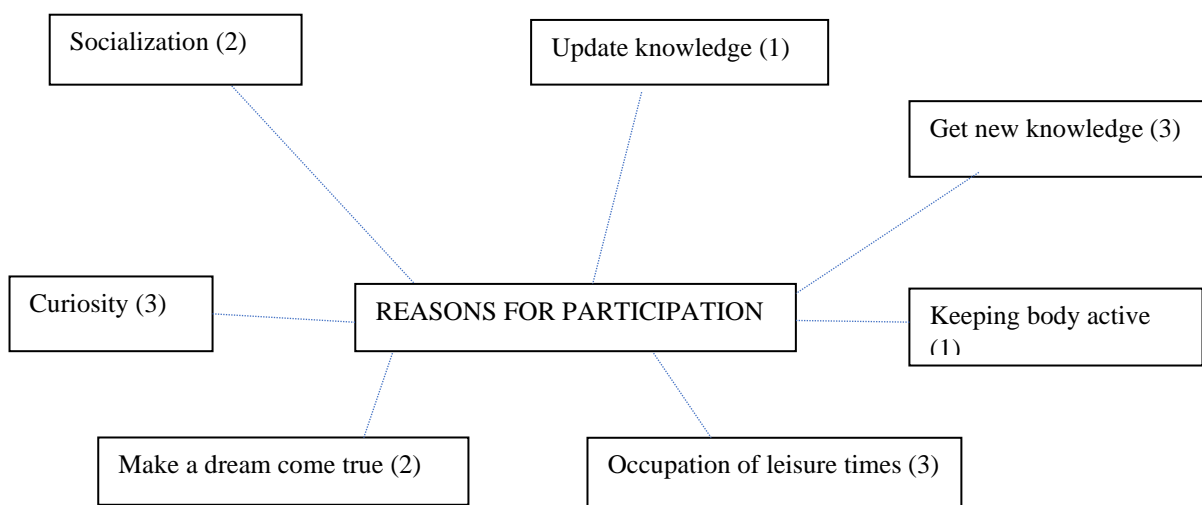 Socialization (2)
Update knowledge (1)
Get new knowledge (3)
Curiosity (3)
REASONS FOR PARTICIPATION
Keeping body active
(1)
Make a dream come true (2)
Occupation of leisure times (3)